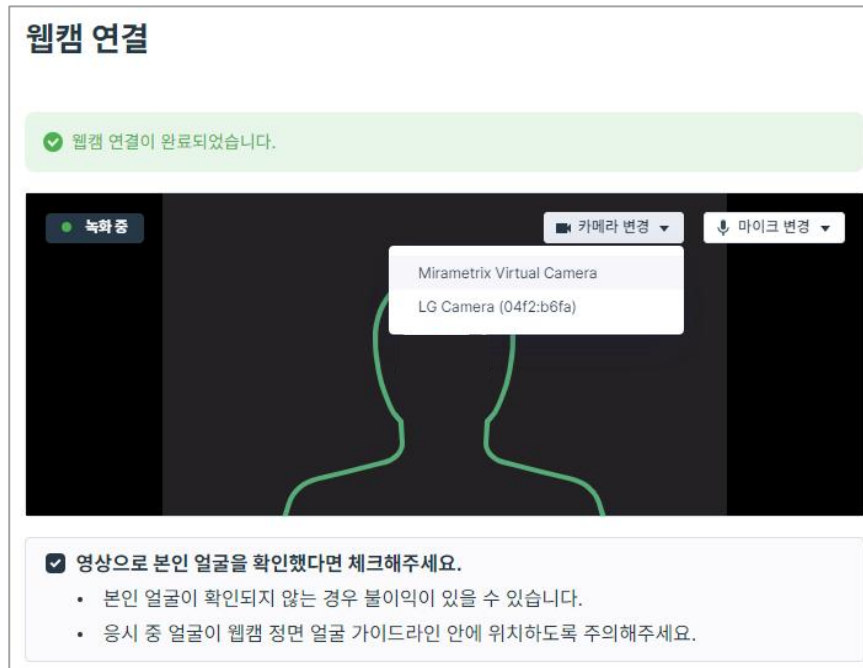 웹캠 연결
웹캠 연결이 완료되었습니다.
녹화 중
카메라 변경
마이크 변경
Mirametrix Virtual Camera
LG Camera (04f2:b6fa)
영상으로 본인 얼굴을 확인했다면 체크해주세요.
• 본인 얼굴이 확인되지 않는 경우 불이익이 있을 수 있습니다.
• 응시 중 얼굴이 웹캠 정면 얼굴 가이드라인 안에 위치하도록 주의해주세요.